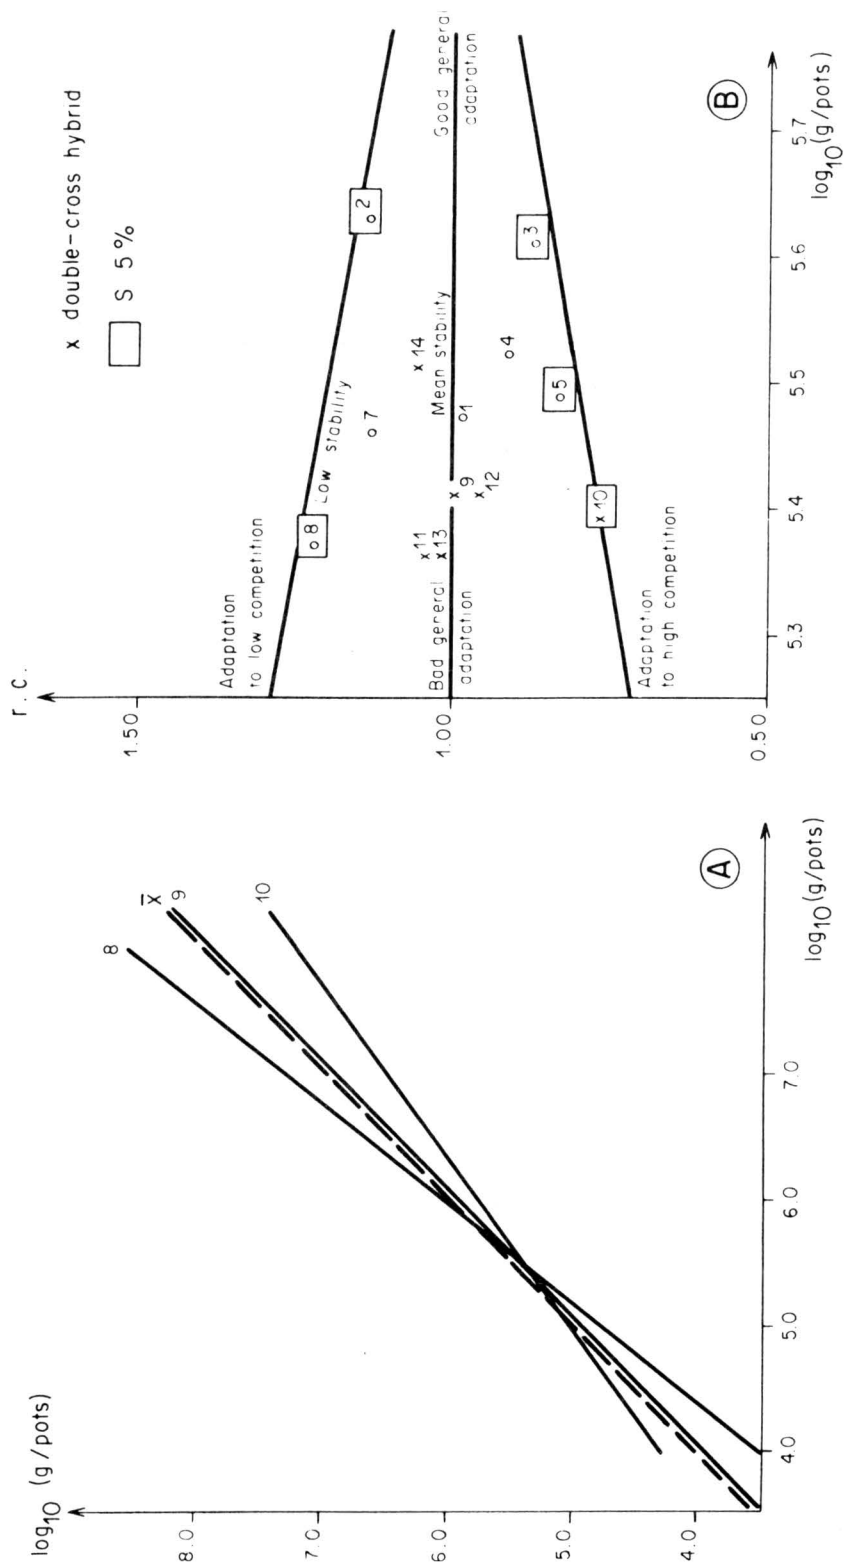 log10 (g/pots)
8.0
7.0
6.0
5.0
4.0
8
X̄
9
10
A
4.0
5.0
6.0
7.0
log10 (g/pots)
r.c.
1.50
1.00
0.50
x double-cross hybrid
S 5%
Adaptation
to low competition
Low stability
Bad general
adaptation
Mean stability
Good general
adaptation
Adaptation
to high competition
o 8
o 2
o 7
x 14
x 11
x 13
x 9
x 12
o 1
o 4
o 3
o 5
x 10
B
5.3
5.4
5.5
5.6
5.7
log10 (g/pots)